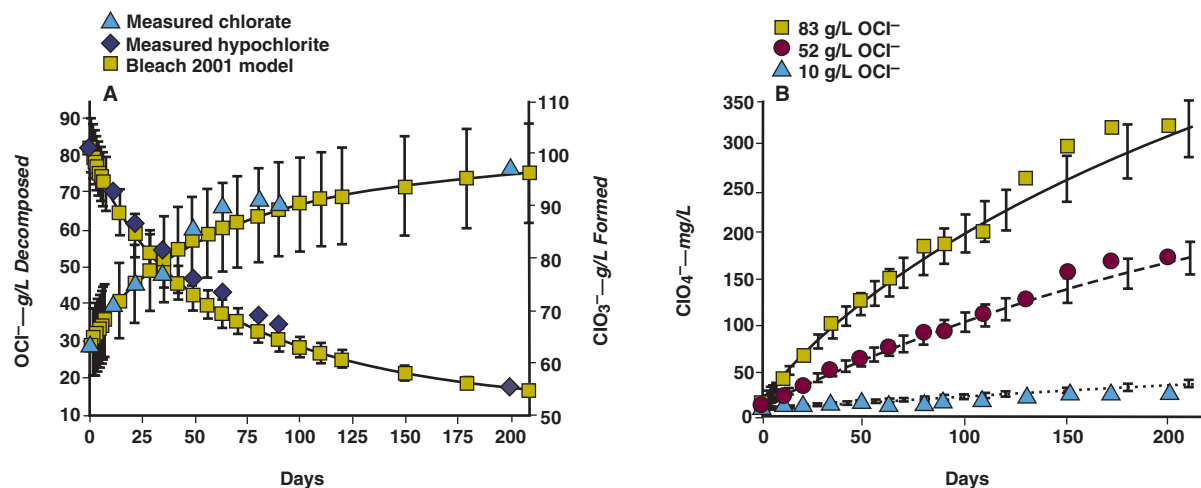 Measured chlorate
Measured hypochlorite
Bleach 2001 model
A
OCl⁻—g/L Decomposed
90
80
70
60
50
40
30
20
10
110
100
90
80
70
60
50
ClO₃⁻—g/L Formed
0 25 50 75 100 125 150 175 200
Days
83 g/L OCl⁻
52 g/L OCl⁻
10 g/L OCl⁻
B
ClO₄⁻—mg/L
350
300
250
200
150
100
50
0
0 50 100 150 200
Days